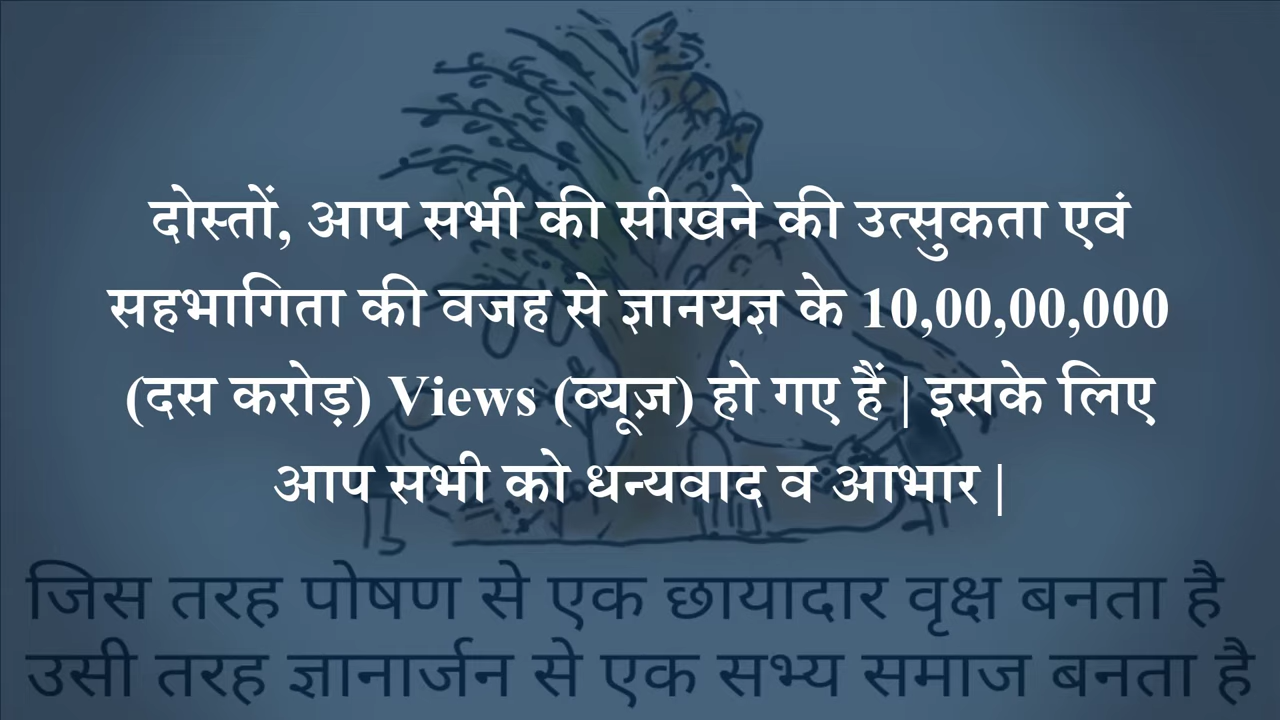 दोस्तों, आप सभी की सीखने की उत्सुकता एवं
सहभागिता की वजह से ज्ञानयज्ञ के 10,00,00,000
(दस करोड़) Views (व्यूज़) हो गए हैं | इसके लिए
आप सभी को धन्यवाद व आभार |
जिस तरह पोषण से एक छायादार वृक्ष बनता है
उसी तरह ज्ञानार्जन से एक सभ्य समाज बनता है